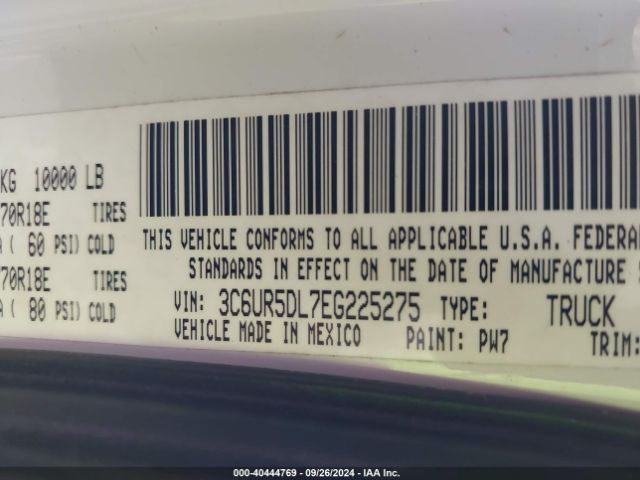 KG 10000 LB
70R18E TIRES
A ( 60 PSI) COLD
70R18E TIRES
A ( 80 PSI) COLD
THIS VEHICLE CONFORMS TO ALL APPLICABLE U.S.A. FEDERA
STANDARDS IN EFFECT ON THE DATE OF MANUFACTURE
VIN: 3C6UR5DL7EG225275 TYPE: TRUCK
VEHICLE MADE IN MEXICO PAINT: PW7 TRIM:
000-40444769 - 09/26/2024 - IAA Inc.